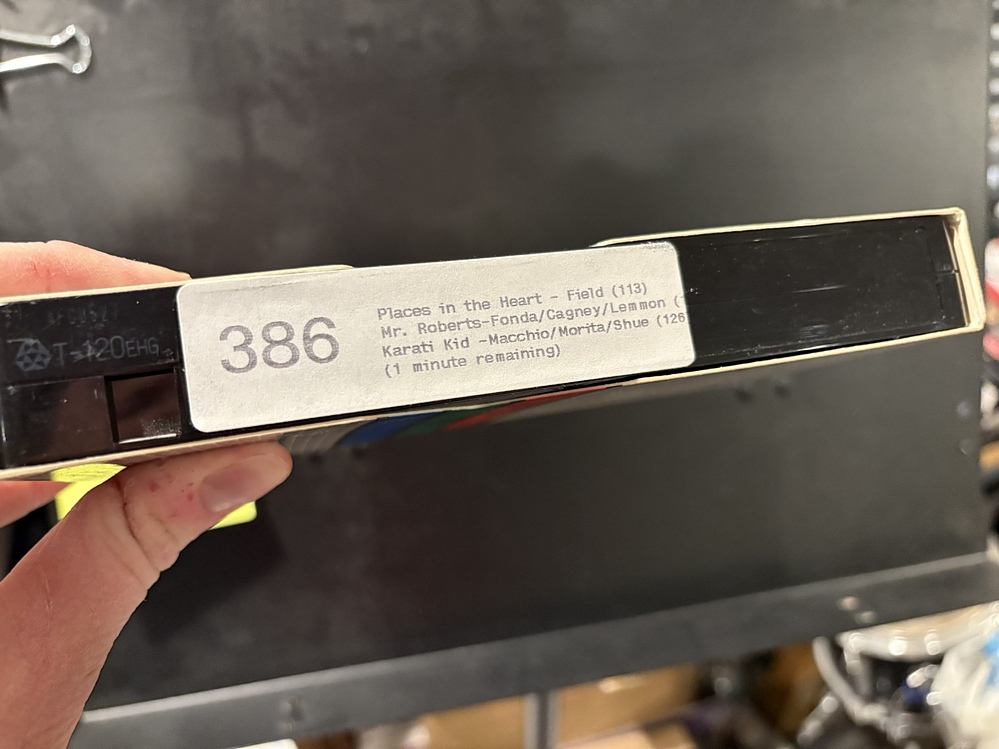 T-120EHG
386
Places in the Heart - Field (113)
Mr. Roberts-Fonda/Cagney/Lemmon (
Karati Kid -Macchio/Morita/Shue (126
(1 minute remaining)